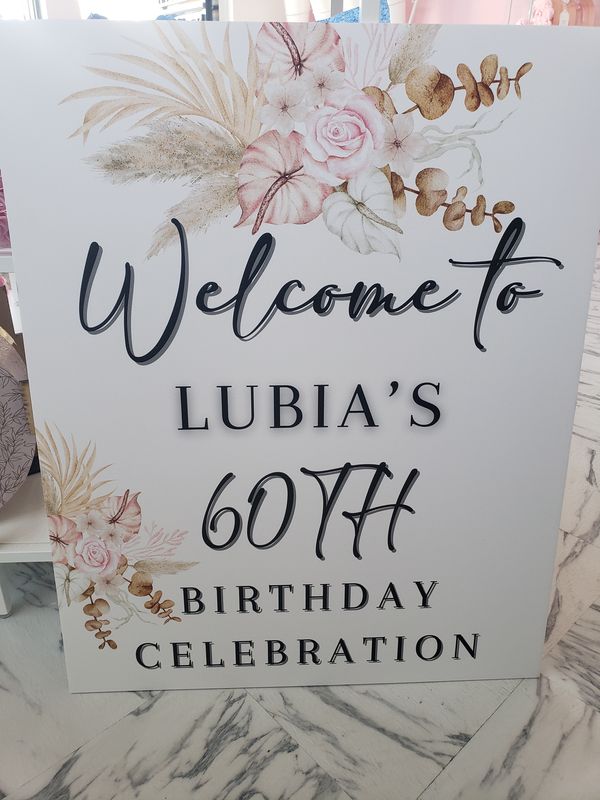 Welcome to
LUBIA'S
60TH
BIRTHDAY
CELEBRATION